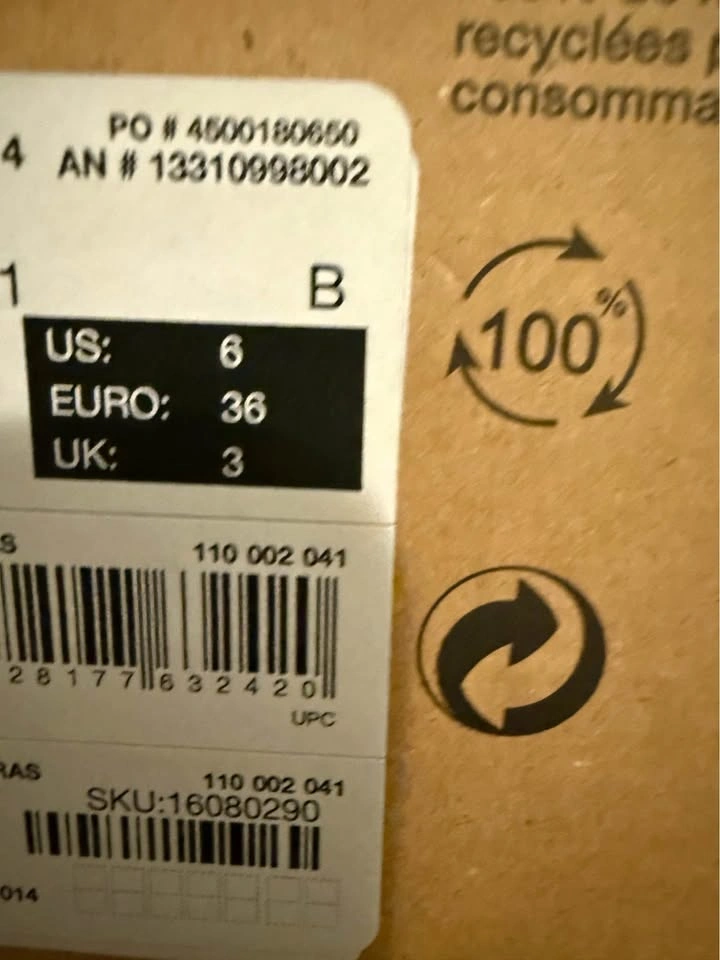 recyclées
consomma
PO # 4500180650
4 AN # 13310998002
1 B
US: 6
EURO: 36
UK: 3
100%
S 110 002 041
28177 632420
UPC
RAS 110 002 041
SKU:16080290
014